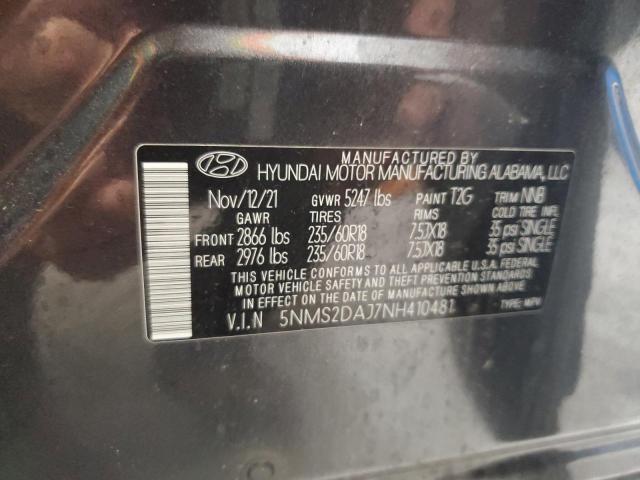 MANUFACTURED BY
HYUNDAI MOTOR MANUFACTURING ALABAMA, LLC
Nov/12/21 GVWR 5247 lbs PAINT T2G TRIM NNB
GAWR TIRES RIMS COLD TIRE INFL
FRONT 2866 lbs 235/60R18 7.5JX18 35 psi SINGLE
REAR 2976 lbs 235/60R18 7.5JX18 35 psi SINGLE
THIS VEHICLE CONFORMS TO ALL APPLICABLE U.S.A. FEDERAL
MOTOR VEHICLE SAFETY AND THEFT PREVENTION STANDARDS
IN EFFECT ON THE DATE OF MANUFACTURE SHOWN ABOVE.
V.I.N 5NMS2DAJ7NH410481 TYPE: MPV